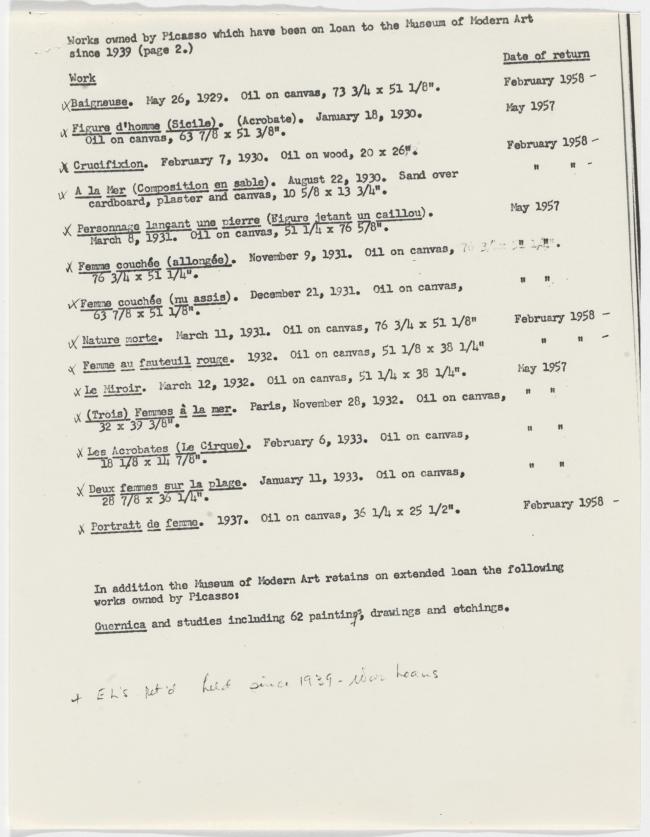 Works owned by Picasso which have been on loan to the Museum of Modern Art
since 1939 (page 2.)
Work Date of return
x Baigneuse. May 26, 1929. Oil on canvas, 73 3/4 x 51 1/8". February 1958 -
x Figure d'homme (Sicile). (Acrobate). January 18, 1930. May 1957
Oil on canvas, 63 7/8 x 51 3/8".
x Crucifixion. February 7, 1930. Oil on wood, 20 x 26". February 1958 -
x A la Mer (Composition en sable). August 22, 1930. Sand over " " -
cardboard, plaster and canvas, 10 5/8 x 13 3/4".
x Personnage lançant une pierre (Figure jetant un caillou). May 1957
March 8, 1931. Oil on canvas, 51 1/4 x 76 5/8".
x Femme couchée (allongée). November 9, 1931. Oil on canvas, " ".
76 3/4 x 51 1/4".
x Femme couchée (nu assis). December 21, 1931. Oil on canvas, " "
63 7/8 x 51 1/8".
x Nature morte. March 11, 1931. Oil on canvas, 76 3/4 x 51 1/8" February 1958 -
x Femme au fauteuil rouge. 1932. Oil on canvas, 51 1/8 x 38 1/4" " " -
x Le Miroir. March 12, 1932. Oil on canvas, 51 1/4 x 38 1/4". May 1957
x (Trois) Femmes à la mer. Paris, November 28, 1932. Oil on canvas, " "
32 x 39 3/8".
x Les Acrobates (Le Cirque). February 6, 1933. Oil on canvas, " "
18 1/8 x 14 7/8".
x Deux femmes sur la plage. January 11, 1933. Oil on canvas, " "
28 7/8 x 36 1/4".
x Portrait de femme. 1937. Oil on canvas, 36 1/4 x 25 1/2". February 1958 -
In addition the Museum of Modern Art retains on extended loan the following
works owned by Picasso:
Guernica and studies including 62 paintings, drawings and etchings.
x EL's Ret'd held since 1939 - War Loans